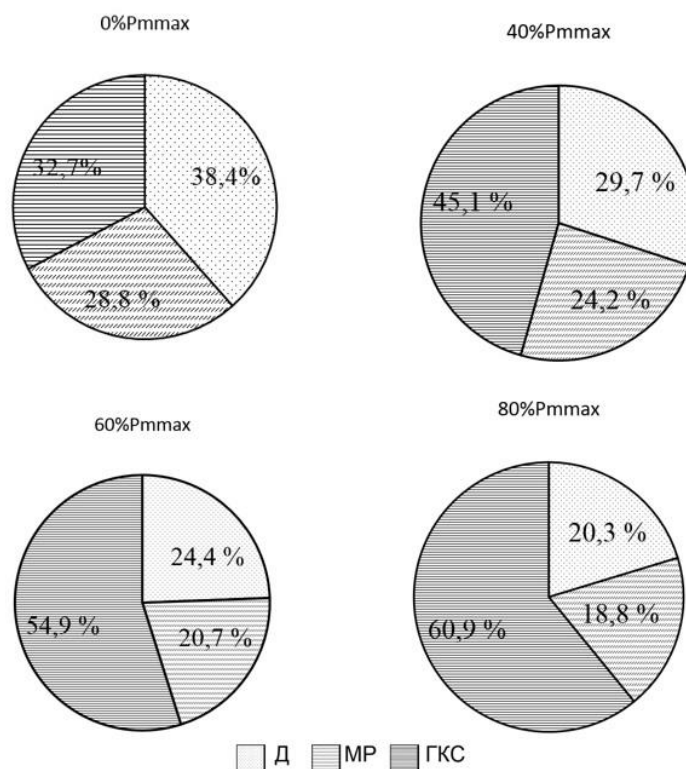 0%Pmmax
40%Pmmax
32,7%
38,4%
28,8 %
45,1 %
29,7 %
24,2 %
60%Pmmax
80%Pmmax
54,9 %
24,4 %
20,7 %
60,9 %
20,3 %
18,8 %
Д МР ГКС